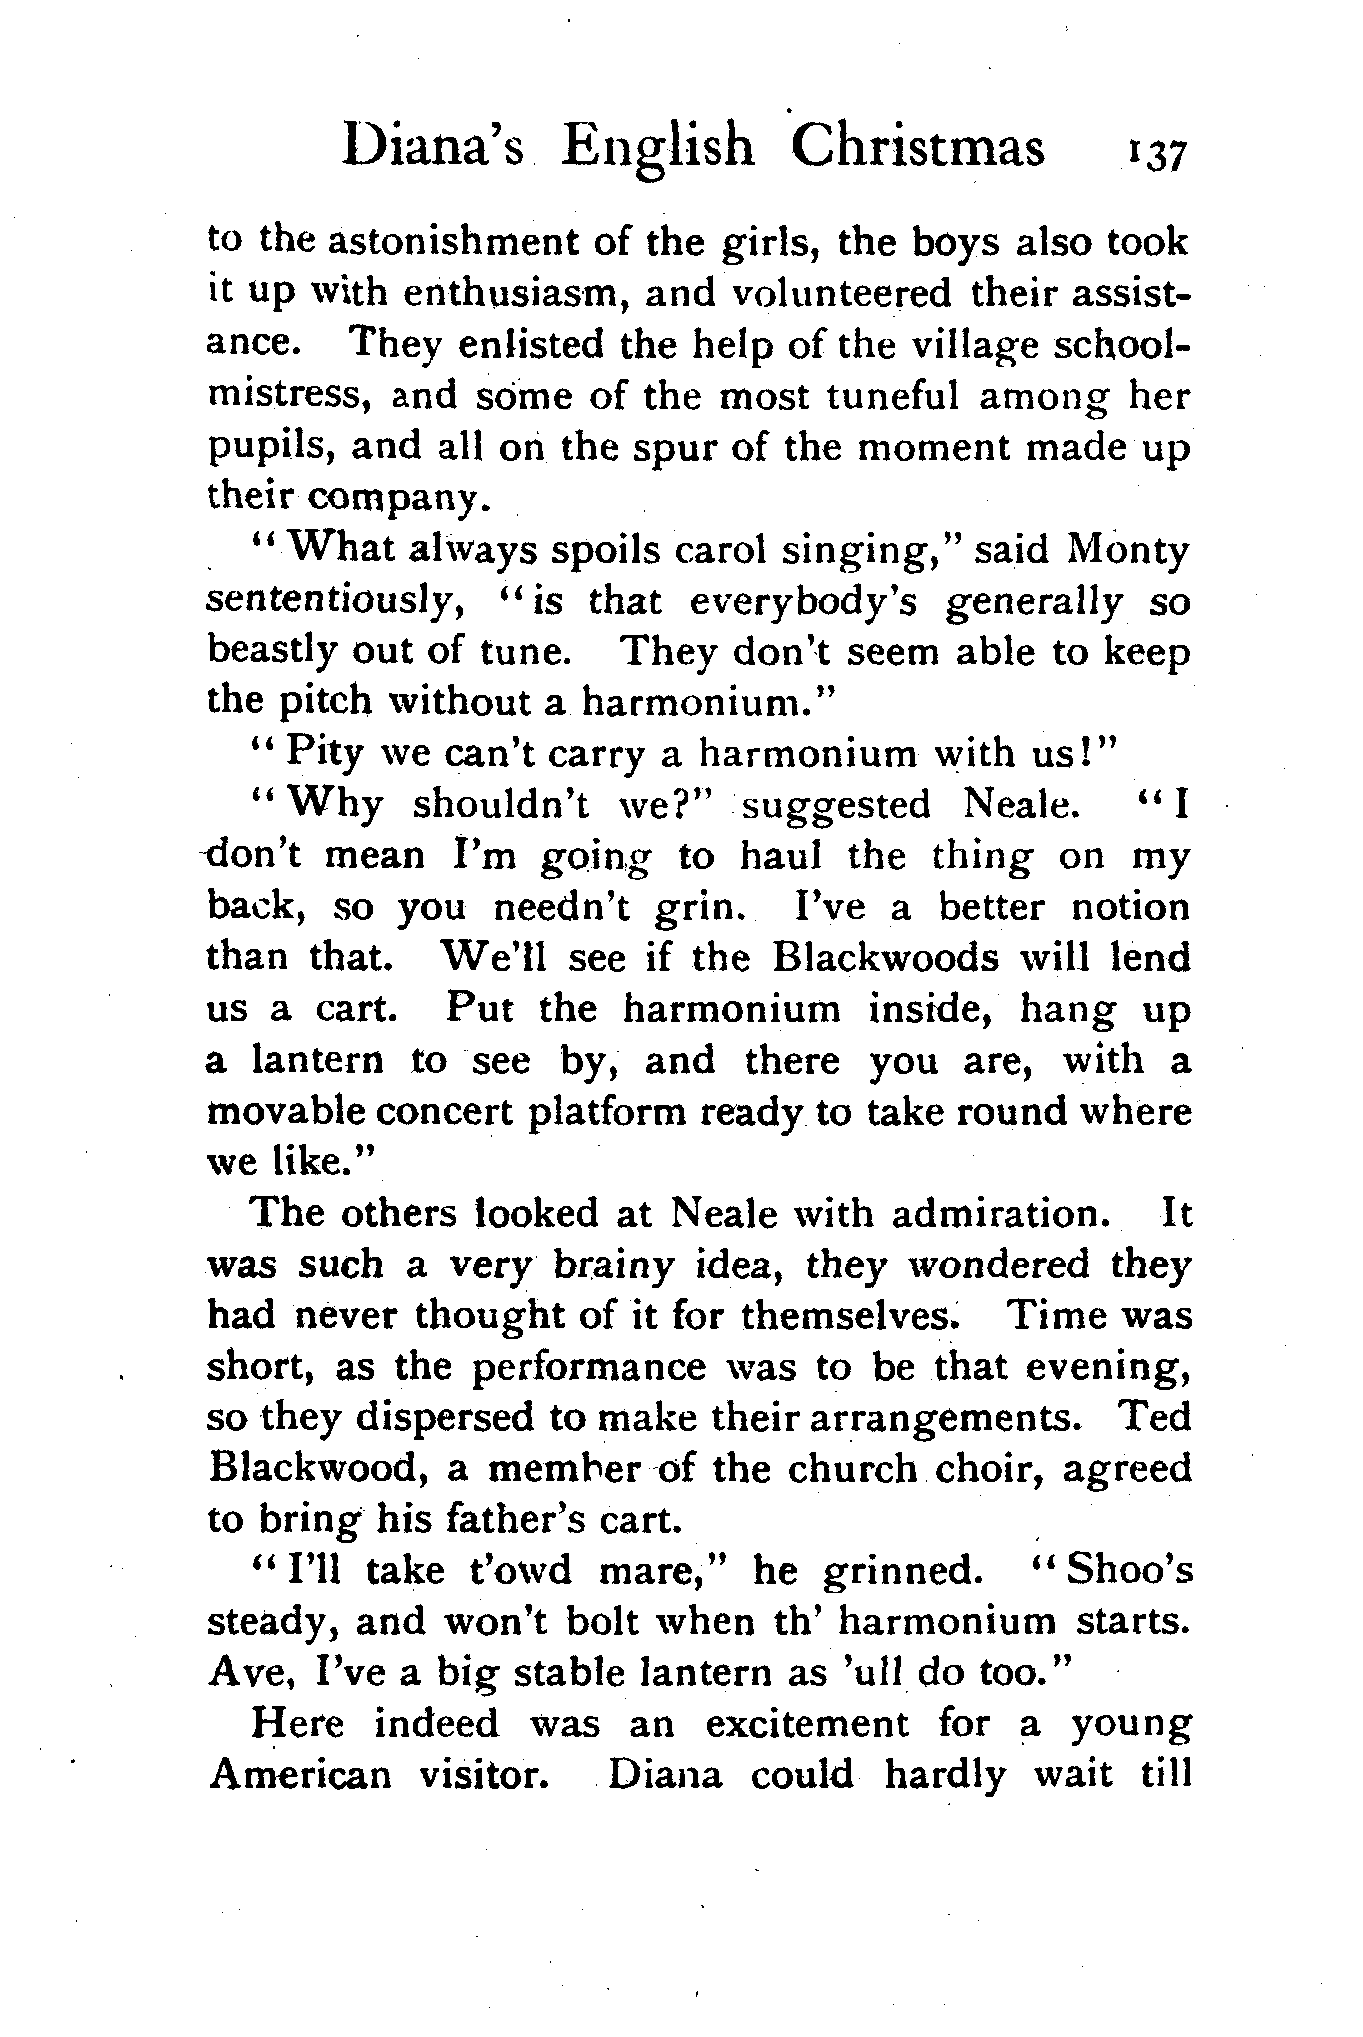 Diana's English Christmas 137
to the astonishment of the girls, the boys also took
it up with enthusiasm, and volunteered their assist-
ance. They enlisted the help of the village school-
mistress, and some of the most tuneful among her
pupils, and all on the spur of the moment made up
their company.
"What always spoils carol singing," said Monty
sententiously, "is that everybody's generally so
beastly out of tune. They don't seem able to keep
the pitch without a harmonium."
"Pity we can't carry a harmonium with us!"
"Why shouldn't we?" suggested Neale. "I
don't mean I'm going to haul the thing on my
back, so you needn't grin. I've a better notion
than that. We'll see if the Blackwoods will lend
us a cart. Put the harmonium inside, hang up
a lantern to see by, and there you are, with a
movable concert platform ready to take round where
we like."
The others looked at Neale with admiration. It
was such a very brainy idea, they wondered they
had never thought of it for themselves. Time was
short, as the performance was to be that evening,
so they dispersed to make their arrangements. Ted
Blackwood, a member of the church choir, agreed
to bring his father's cart.
"I'll take t'owd mare," he grinned. "Shoo's
steady, and won't bolt when th' harmonium starts.
Aye, I've a big stable lantern as 'ull do too."
Here indeed was an excitement for a young
American visitor. Diana could hardly wait till